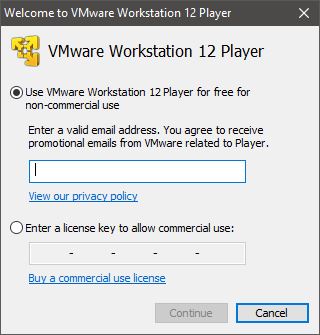 Welcome to VMware Workstation 12 Player
VMware Workstation 12 Player
Use VMware Workstation 12 Player for free for
non-commercial use
Enter a valid email address. You agree to receive
promotional emails from VMware related to Player.
View our privacy policy
Enter a license key to allow commercial use:
- - - -
Buy a commercial use license
Continue Cancel